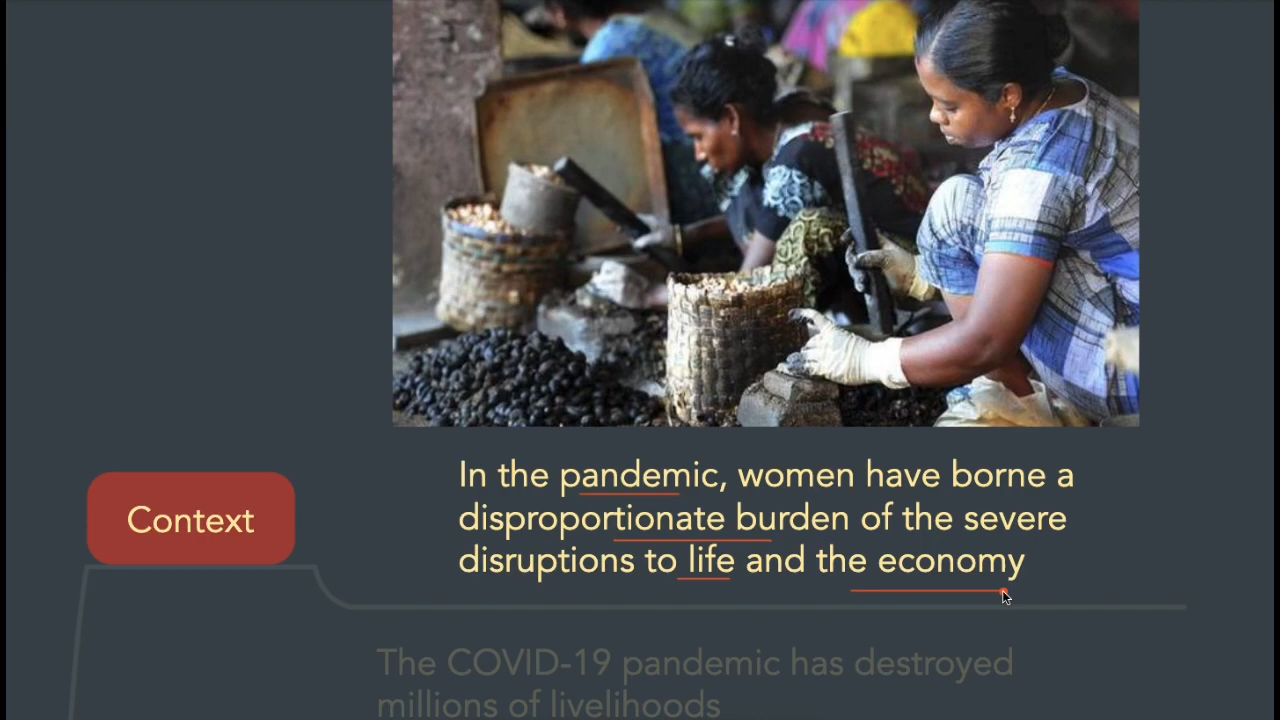 Context
In the pandemic, women have borne a
disproportionate burden of the severe
disruptions to life and the economy
The COVID-19 pandemic has destroyed
millions of livelihoods